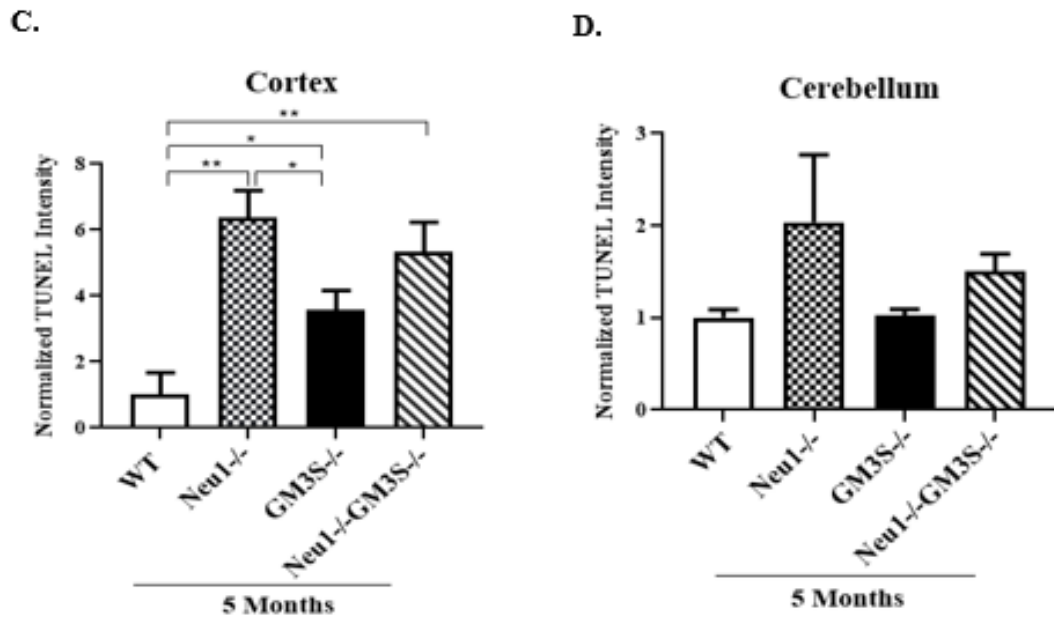 C.
Cortex
**
*
** *
Normalized TUNEL Intensity
8
6
4
2
0
WT
Neu1-/-
GM3S-/-
Neu1-/-GM3S-/-
5 Months
D.
Cerebellum
Normalized TUNEL Intensity
3
2
1
0
WT
Neu1-/-
GM3S-/-
Neu1-/-GM3S-/-
5 Months